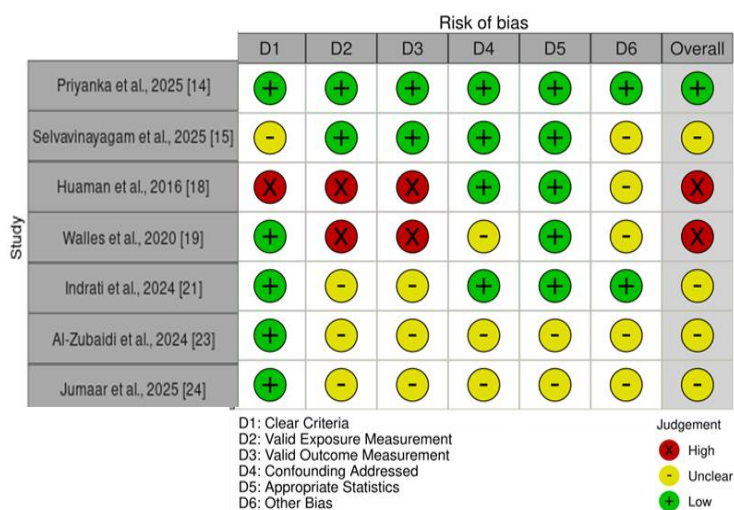 Risk of bias
D1 D2 D3 D4 D5 D6 Overall
Study
Priyanka et al., 2025 [14] + + + + + + +
Selvavinayagam et al., 2025 [15] - + + + + - -
Huaman et al., 2016 [18] X X X + + - X
Walles et al., 2020 [19] + X X - + - X
Indrati et al., 2024 [21] + - - + + + -
Al-Zubaidi et al., 2024 [23] + - - - - - -
Jumaar et al., 2025 [24] + - - - - - -
D1: Clear Criteria
D2: Valid Exposure Measurement
D3: Valid Outcome Measurement
D4: Confounding Addressed
D5: Appropriate Statistics
D6: Other Bias
Judgement
X High
- Unclear
+ Low